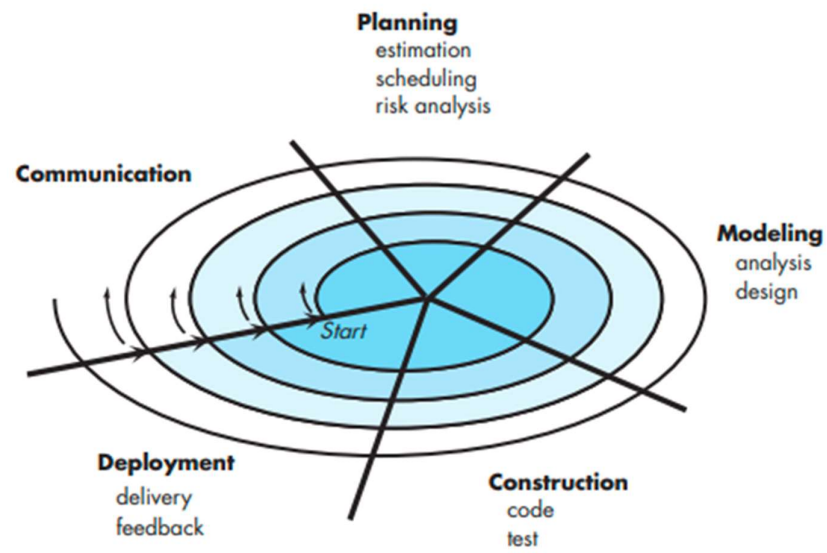 Planning
estimation
scheduling
risk analysis
Communication
Modeling
analysis
design
Start
Deployment
delivery
feedback
Construction
code
test